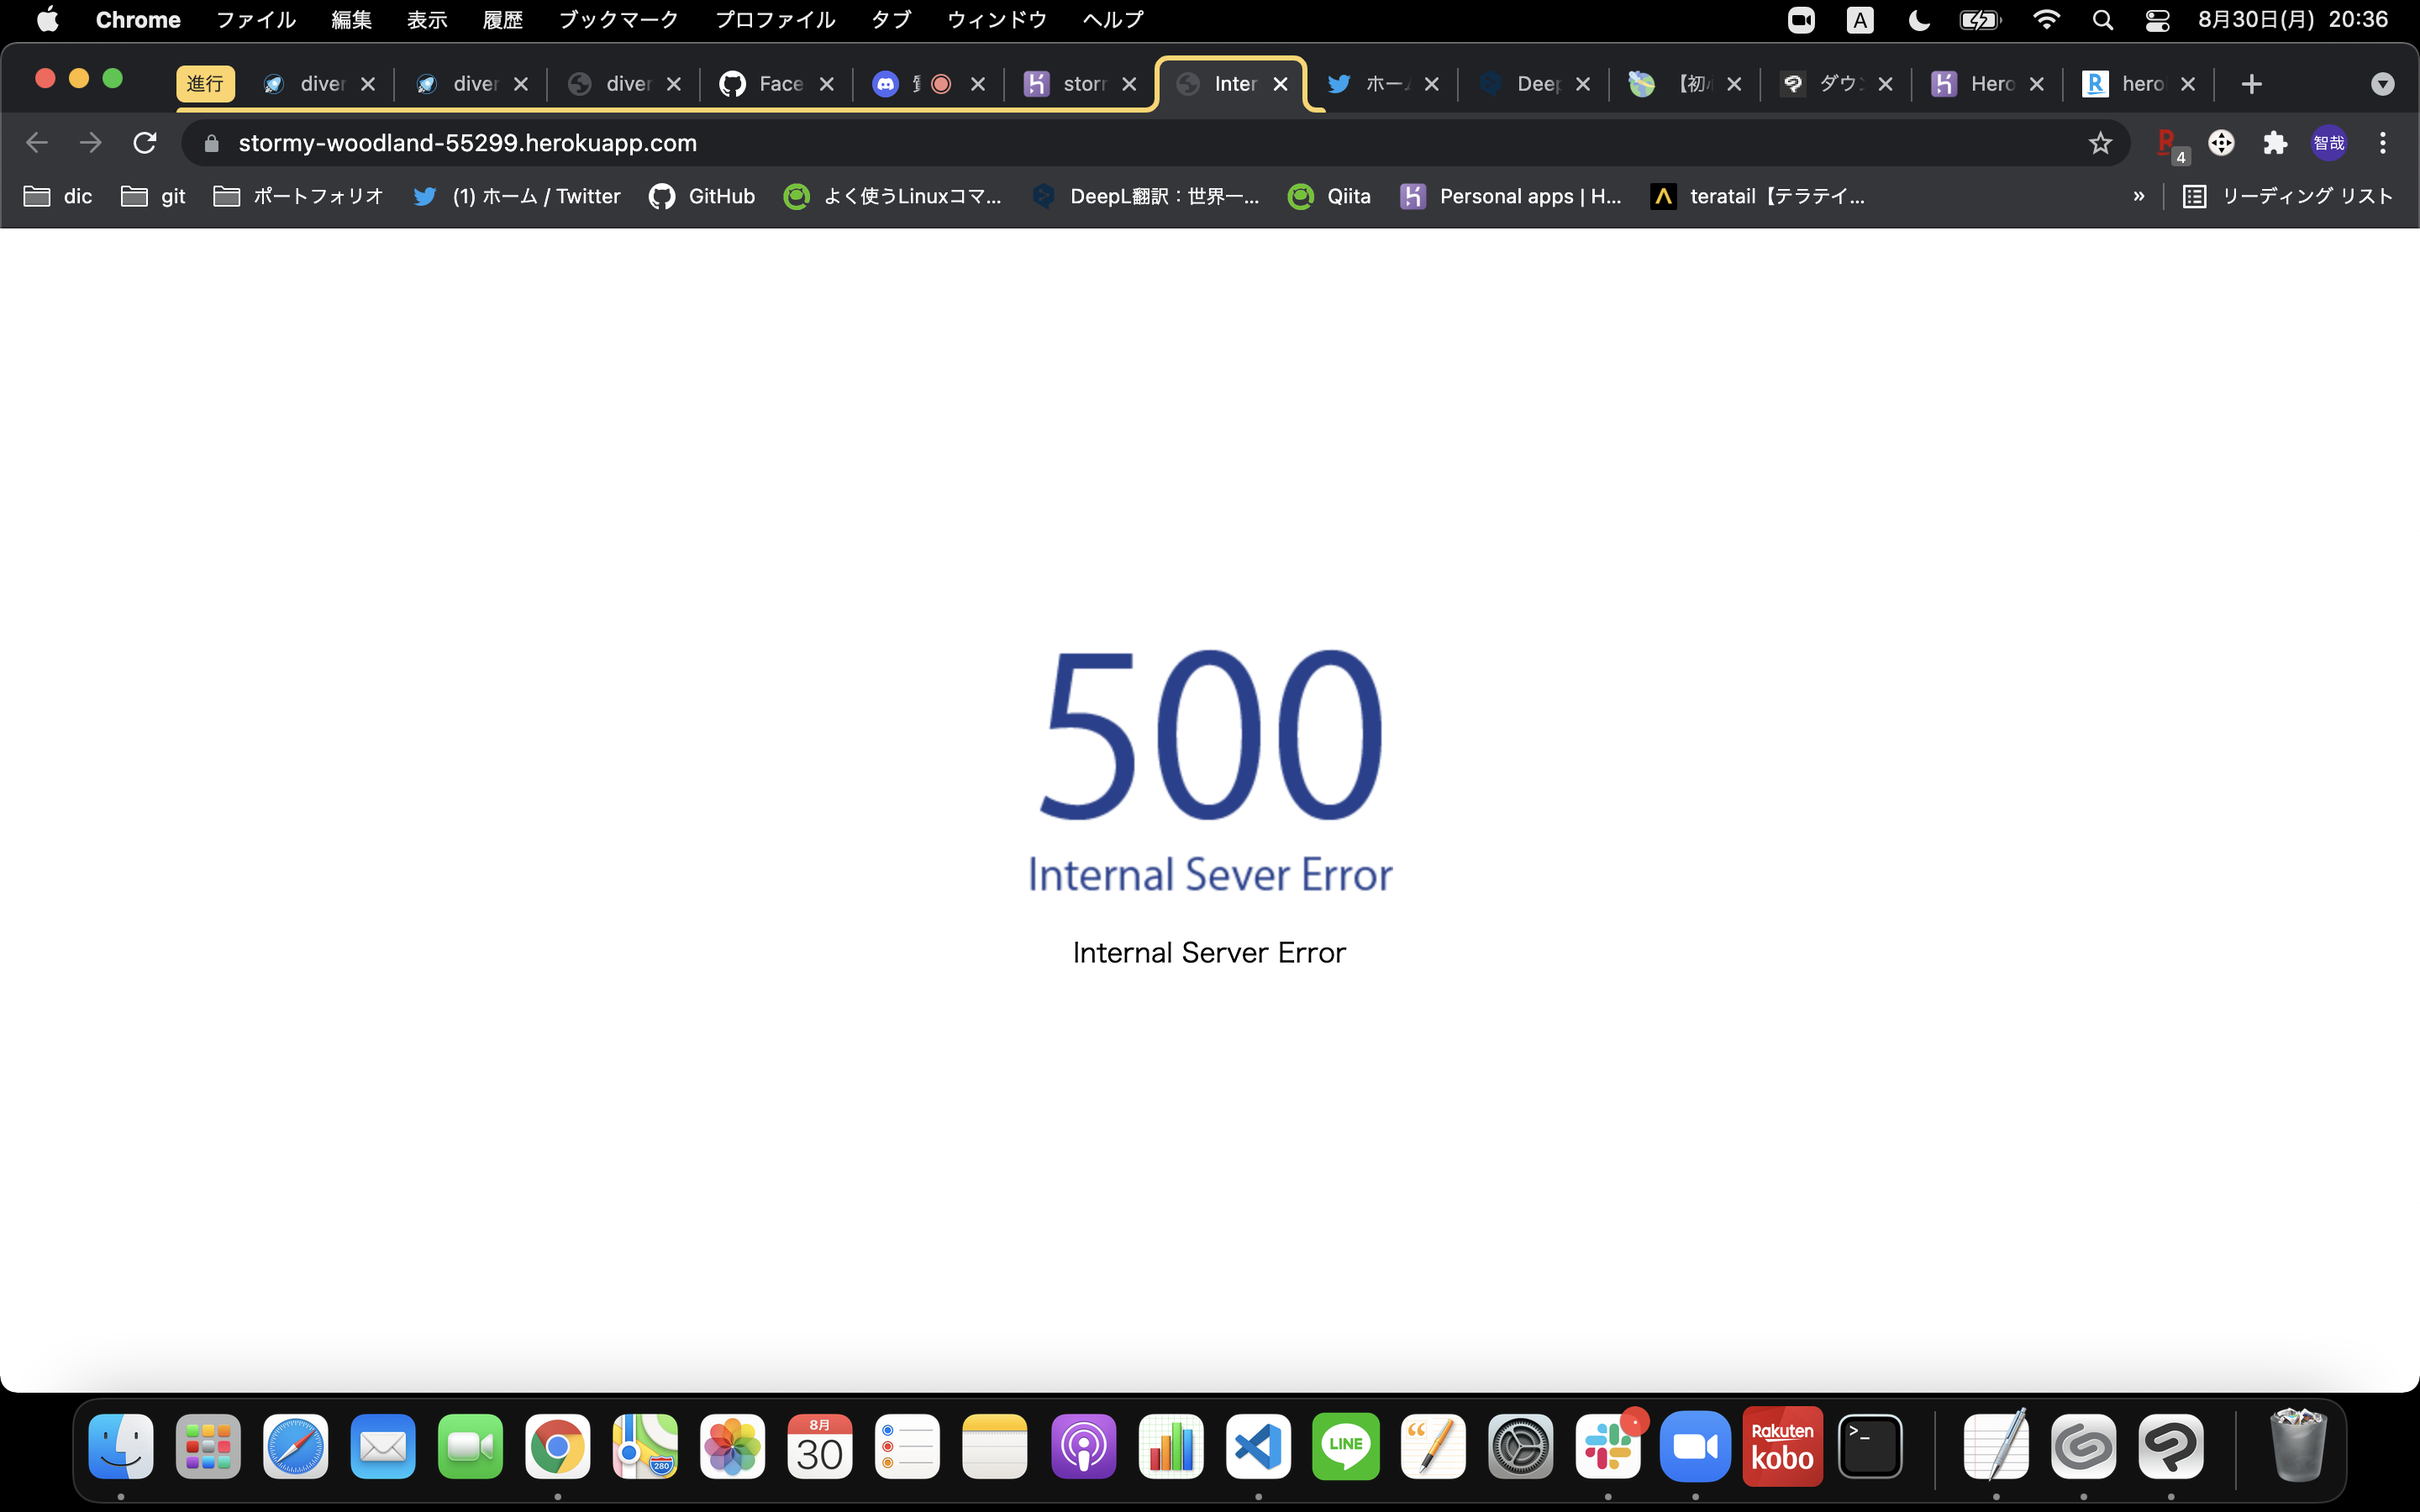 Chrome ファイル 編集 表示 履歴 ブックマーク プロファイル タブ ウィンドウ ヘルプ A 8月30日(月) 20:36
進行 diver diver diver Face storr Inter ホーム Deep 【初 ダウン Hero hero
stormy-woodland-55299.herokuapp.com 4 智哉
dic git ポートフォリオ (1) ホーム / Twitter GitHub よく使うLinuxコマ... DeepL翻訳：世界一... Qiita Personal apps | H... teratail【テラテイ... » リーディング リスト
500
Internal Sever Error
Internal Server Error
280
8月
30
LINE
Rakuten
kobo
>_